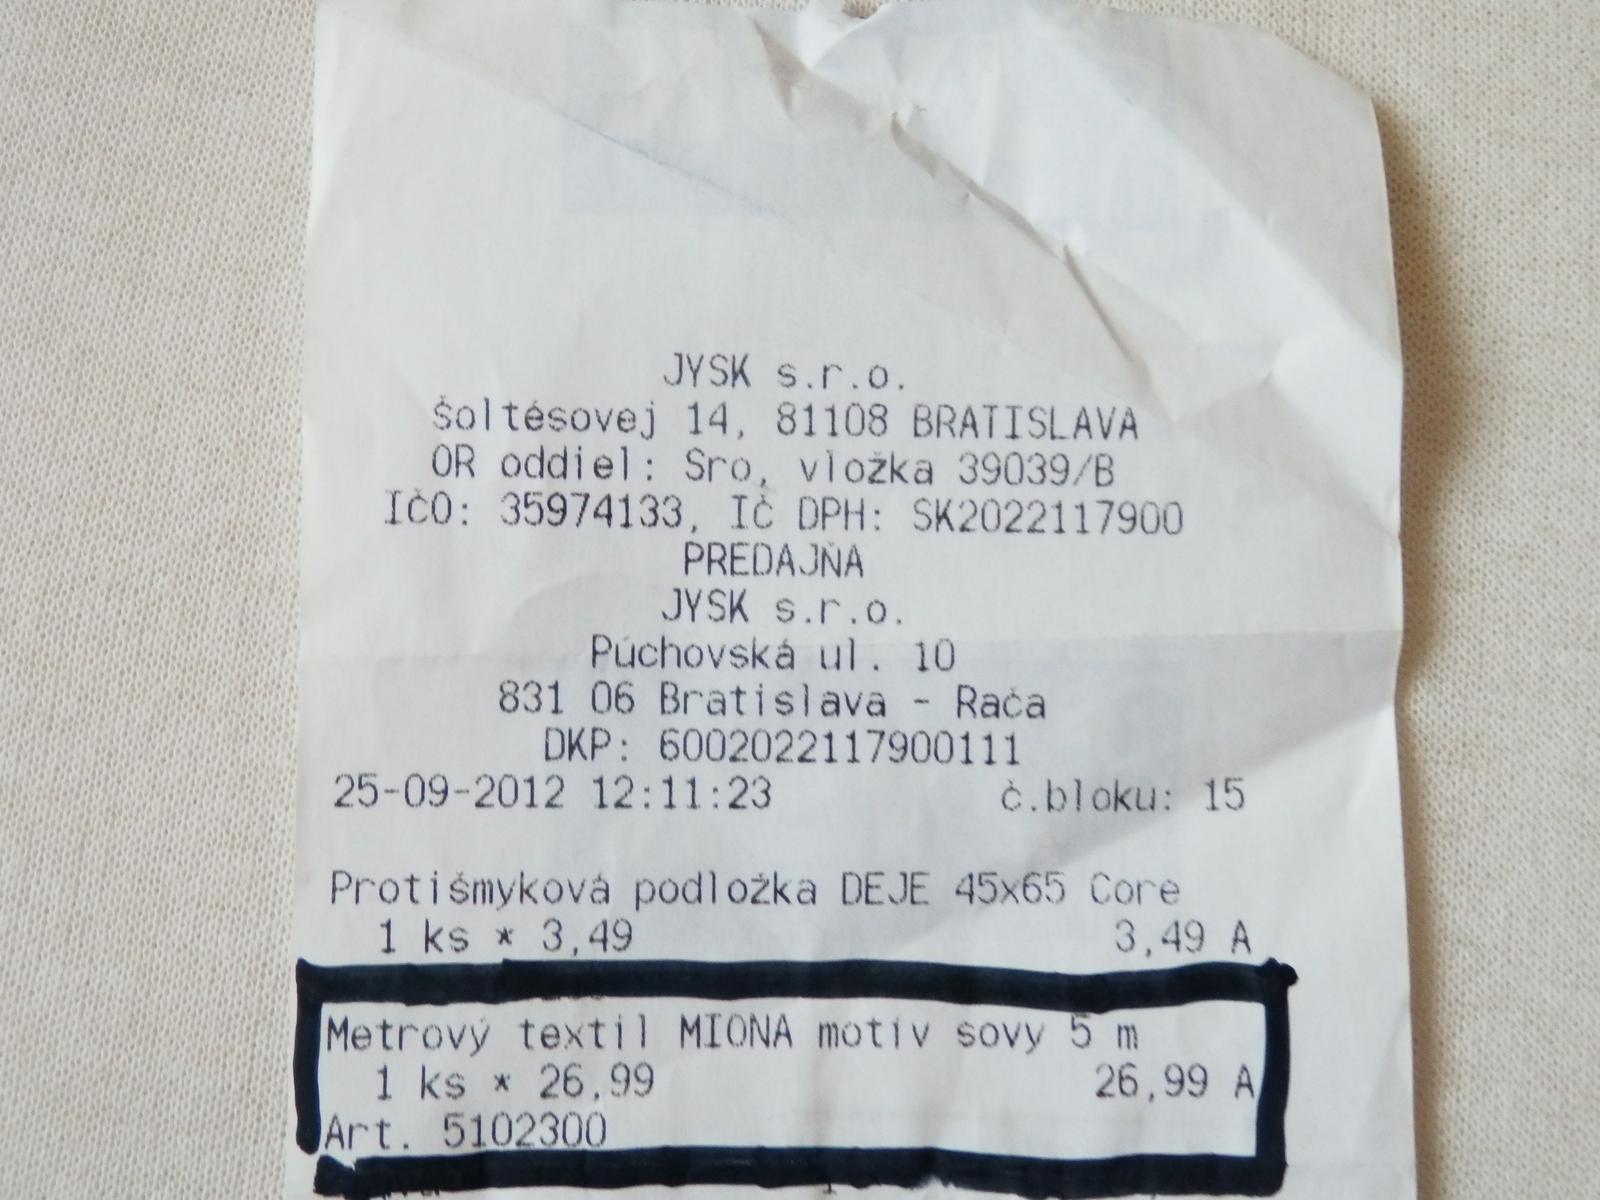 JYSK s.r.o.
Šoltésovej 14, 81108 BRATISLAVA
OR oddiel: Sro, vložka 39039/B
IČO: 35974133, IČ DPH: SK2022117900
PREDAJŇA
JYSK s.r.o.
Púchovská ul. 10
831 06 Bratislava - Rača
DKP: 6002022117900111
25-09-2012 12:11:23 č.bloku: 15
Protišmyková podložka DEJE 45x65 Core
1 ks * 3,49 3,49 A
Metrový textil MIONA motív sovy 5 m
1 ks * 26,99 26,99 A
Art. 5102300